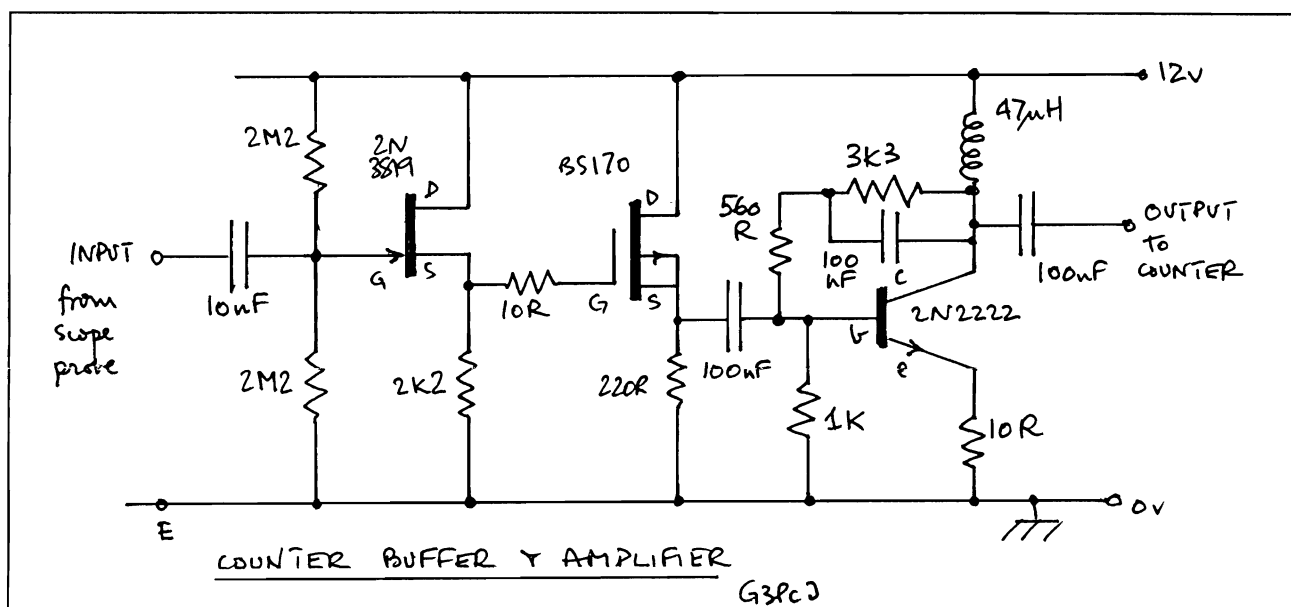 12v
47μH
2M2
2N
3819
D
BS170
D
3K3
560
R
INPUT
from
scope
probe
10nF
G
S
10R
G
S
100
nF
C
100nF
OUTPUT
TO
COUNTER
2N2222
b
e
2M2
2K2
220R
100nF
1K
10R
E
0v
COUNTER BUFFER & AMPLIFIER
G3PCJ